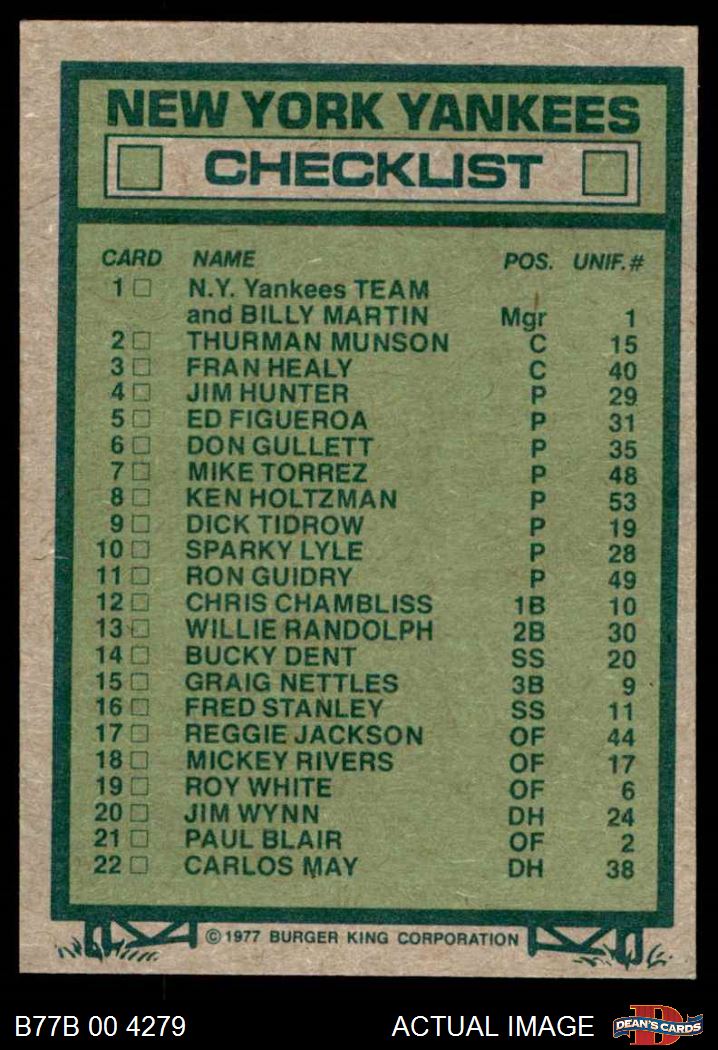 NEW YORK YANKEES
CHECKLIST
CARD NAME POS. UNIF.#
1 N.Y. Yankees TEAM
and BILLY MARTIN Mgr 1
2 THURMAN MUNSON C 15
3 FRAN HEALY C 40
4 JIM HUNTER P 29
5 ED FIGUEROA P 31
6 DON GULLETT P 35
7 MIKE TORREZ P 48
8 KEN HOLTZMAN P 53
9 DICK TIDROW P 19
10 SPARKY LYLE P 28
11 RON GUIDRY P 49
12 CHRIS CHAMBLISS 1B 10
13 WILLIE RANDOLPH 2B 30
14 BUCKY DENT SS 20
15 GRAIG NETTLES 3B 9
16 FRED STANLEY SS 11
17 REGGIE JACKSON OF 44
18 MICKEY RIVERS OF 17
19 ROY WHITE OF 6
20 JIM WYNN DH 24
21 PAUL BLAIR OF 2
22 CARLOS MAY DH 38
© 1977 BURGER KING CORPORATION
B77B 00 4279 ACTUAL IMAGE D DEAN'S CARDS